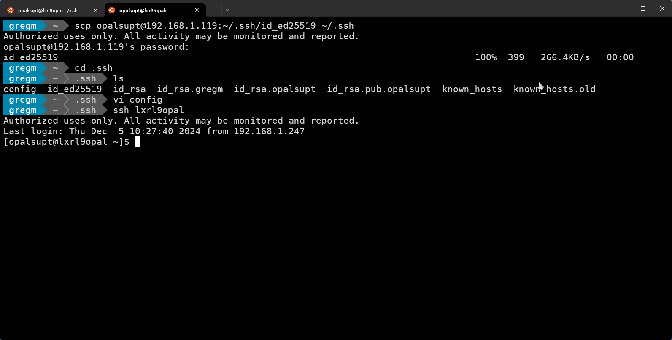 gregm ~ scp opalsupt@192.168.1.119:~/.ssh/id_ed25519 ~/.ssh
Authorized uses only. All activity may be monitored and reported.
opalsupt@192.168.1.119's password:
id_ed25519 100% 399 266.4KB/s 00:00
gregm ~ cd .ssh
gregm ~ .ssh ls
config id_ed25519 id_rsa id_rsa.gregm id_rsa.opalsupt id_rsa.pub.opalsupt known_hosts known_hosts.old
gregm ~ .ssh vi config
gregm ~ .ssh ssh lxrl9opal
Authorized uses only. All activity may be monitored and reported.
Last login: Thu Dec 5 10:27:40 2024 from 192.168.1.247
[opalsupt@lxrl9opal ~]$